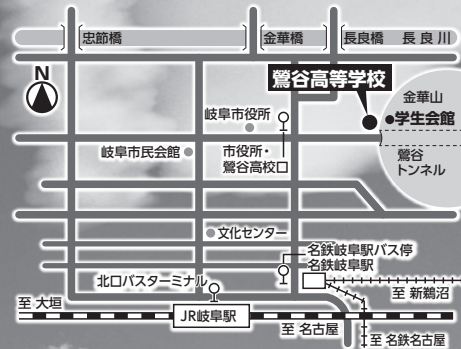 忠節橋
金華橋
長良橋
長良川
N
鶯谷高等学校
金華山
学生会館
岐阜市役所
岐阜市民会館
市役所・
鶯谷高校口
鶯谷
トンネル
文化センター
名鉄岐阜駅バス停
名鉄岐阜駅
北口バスターミナル
至 大垣
至 新鵜沼
JR岐阜駅
至 名古屋
至 名鉄名古屋